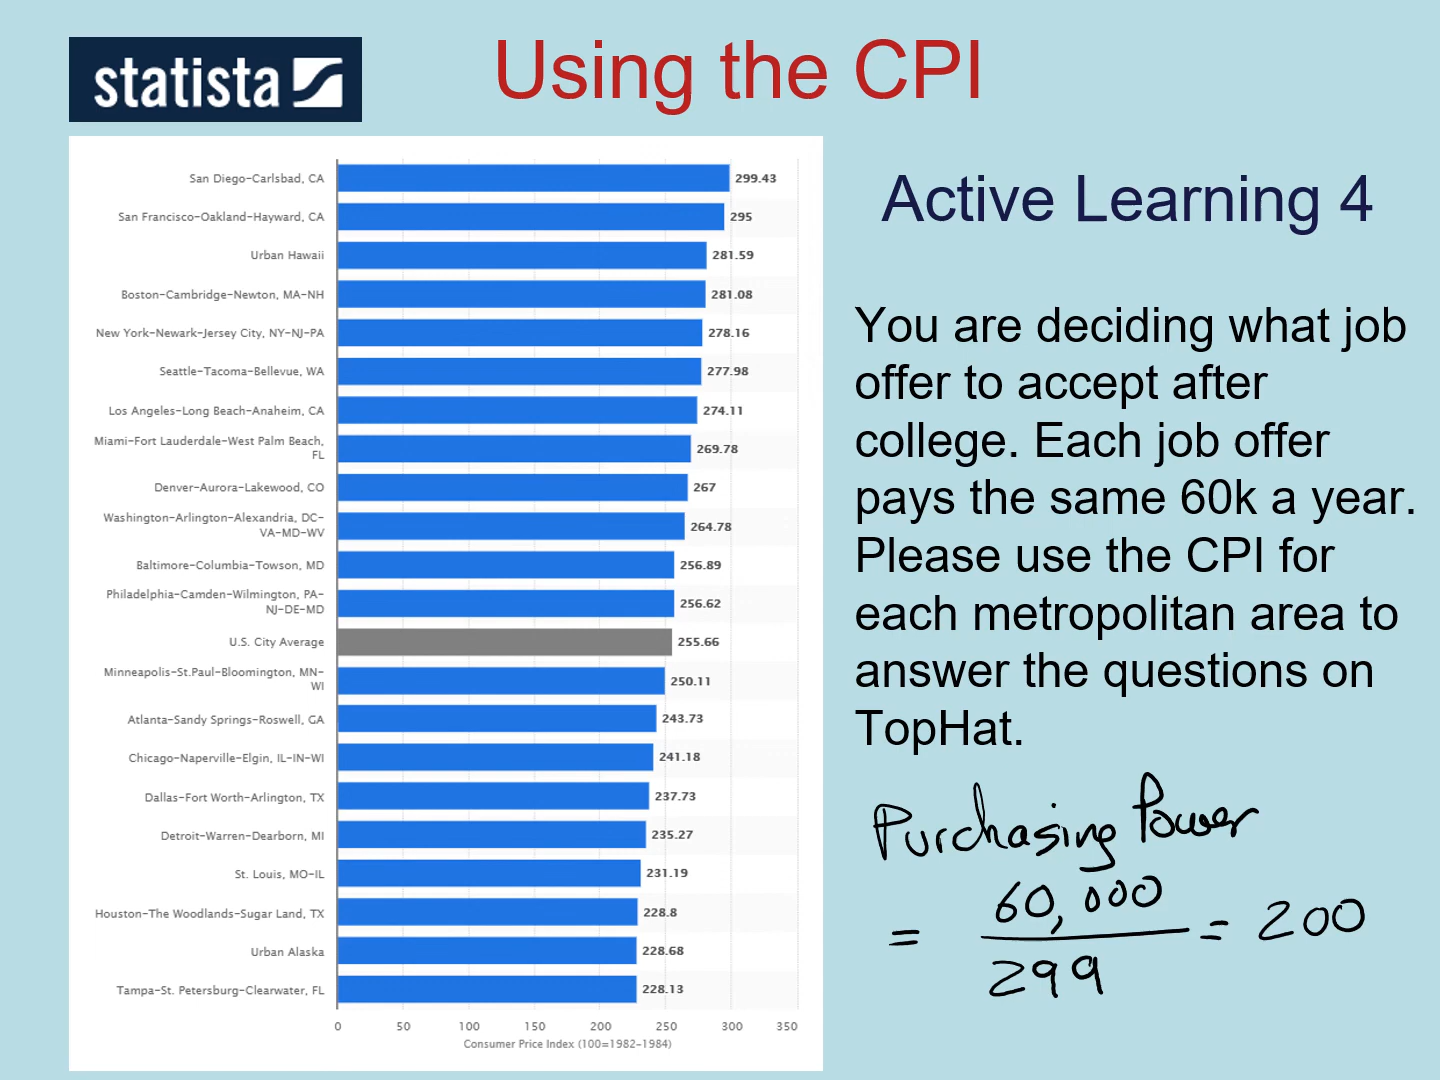 statista
Using the CPI
San Diego-Carlsbad, CA 299.43
San Francisco-Oakland-Hayward, CA 295
Urban Hawaii 281.59
Boston-Cambridge-Newton, MA-NH 281.08
New York-Newark-Jersey City, NY-NJ-PA 278.16
Seattle-Tacoma-Bellevue, WA 277.98
Los Angeles-Long Beach-Anaheim, CA 274.11
Miami-Fort Lauderdale-West Palm Beach,
FL 269.78
Denver-Aurora-Lakewood, CO 267
Washington-Arlington-Alexandria, DC-
VA-MD-WV 264.78
Baltimore-Columbia-Towson, MD 256.89
Philadelphia-Camden-Wilmington, PA-
NJ-DE-MD 256.62
U.S. City Average 255.66
Minneapolis-St.Paul-Bloomington, MN-
WI 250.11
Atlanta-Sandy Springs-Roswell, GA 243.73
Chicago-Naperville-Elgin, IL-IN-WI 241.18
Dallas-Fort Worth-Arlington, TX 237.73
Detroit-Warren-Dearborn, MI 235.27
St. Louis, MO-IL 231.19
Houston-The Woodlands-Sugar Land, TX 228.8
Urban Alaska 228.68
Tampa-St. Petersburg-Clearwater, FL 228.13
0 50 100 150 200 250 300 350
Consumer Price Index (100=1982-1984)
Active Learning 4
You are deciding what job
offer to accept after
college. Each job offer
pays the same 60k a year.
Please use the CPI for
each metropolitan area to
answer the questions on
TopHat.
Purchasing Power
= 60,000 / 299 = 200